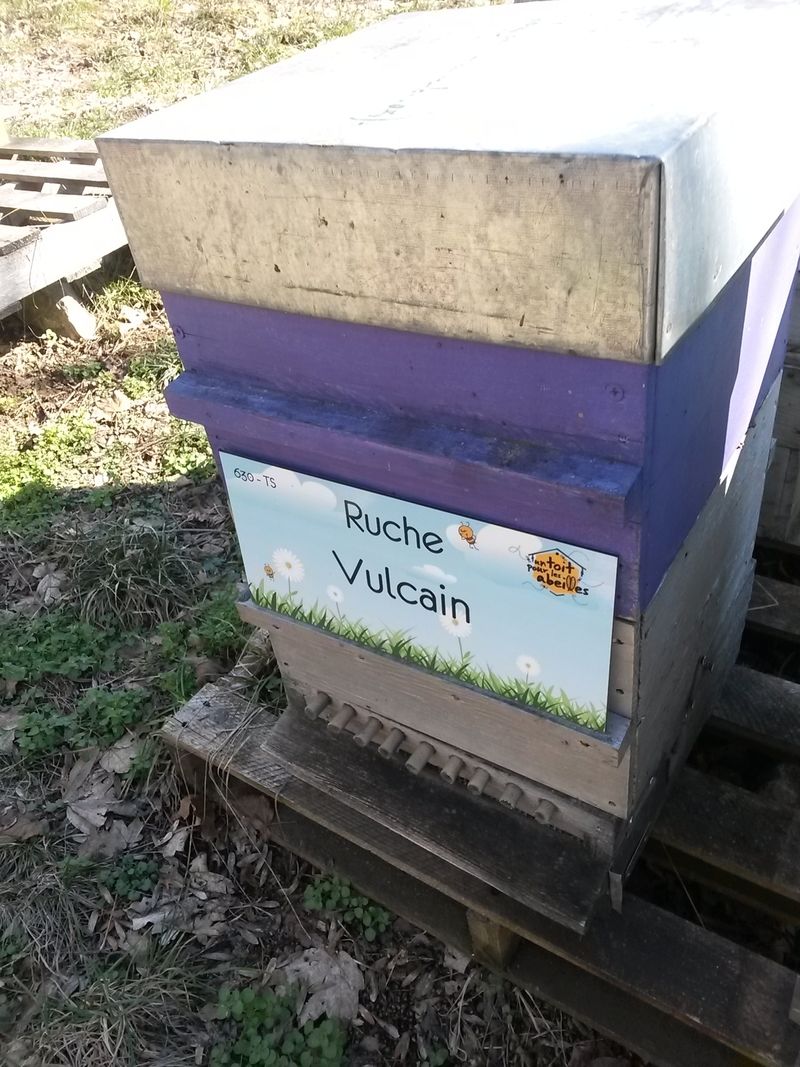 630 - TS
Ruche
Vulcain
un toit
pour les
abeilles